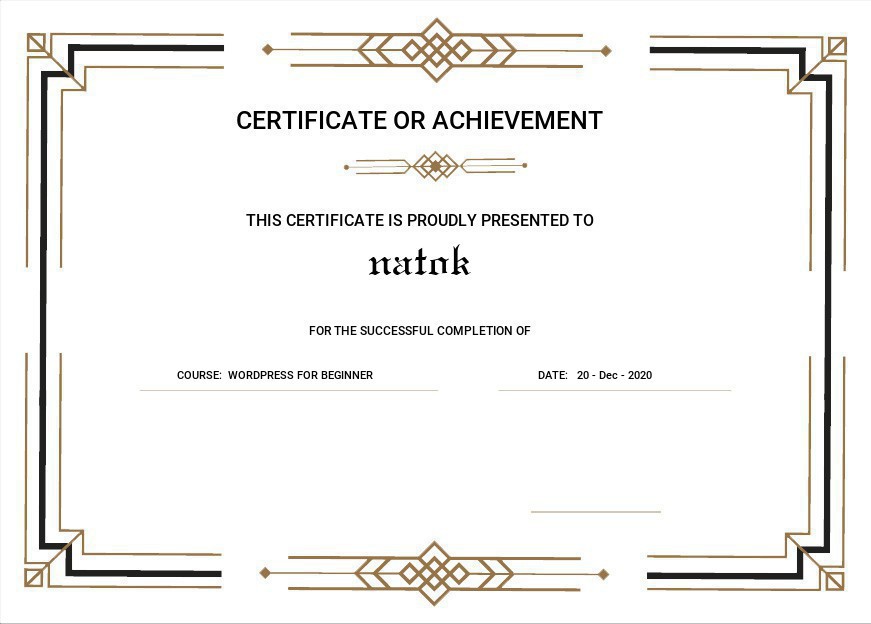 CERTIFICATE OR ACHIEVEMENT
THIS CERTIFICATE IS PROUDLY PRESENTED TO
natok
FOR THE SUCCESSFUL COMPLETION OF
COURSE: WORDPRESS FOR BEGINNER
DATE: 20 - Dec - 2020